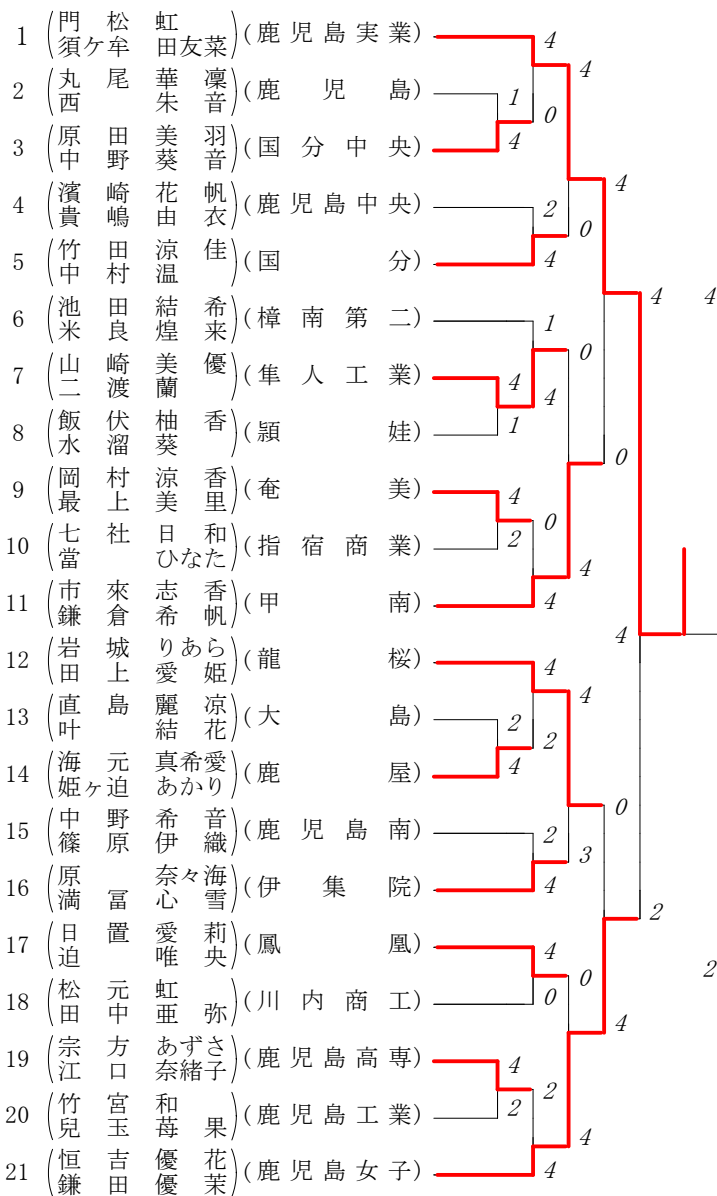 1 門松虹 須ケ牟田友菜 (鹿児島実業) 4 4
2 丸尾華凜 西朱音 (鹿児島) 1 0
3 原田美羽 中野葵音 (国分中央) 4 4
4 濱崎花帆 貴嶋由衣 (鹿児島中央) 2 0
5 竹田涼佳 中村温 (国分) 4
4 4
6 池田結希 米良煌来 (樟南第二) 1 0
7 山崎美優 二渡蘭 (隼人工業) 4 4
8 飯伏柚香 水溜葵 (頴娃) 1
0
9 岡村涼香 最上美里 (奄美) 4 0
10 七社日和 當ひなた (指宿商業) 2
11 市來志香 鎌倉希帆 (甲南) 4
4
12 岩城りあら 田上愛姫 (龍桜) 4 4
13 直島麗凉 叶結花 (大島) 2 2
14 海元真希愛 姫ヶ迫あかり (鹿屋) 4
0
15 中野希音 篠原伊織 (鹿児島南) 2 3
16 原奈々海 満冨心雪 (伊集院) 4
2
17 日置愛莉 迫唯央 (鳳凰) 4 0 2
18 松元虹 田中亜弥 (川内商工) 0
4
19 宗方あずさ 江口奈緒子 (鹿児島高専) 4 2
20 竹宮和 兒玉苺果 (鹿児島工業) 2 4
21 恒吉優花 鎌田優茉 (鹿児島女子) 4